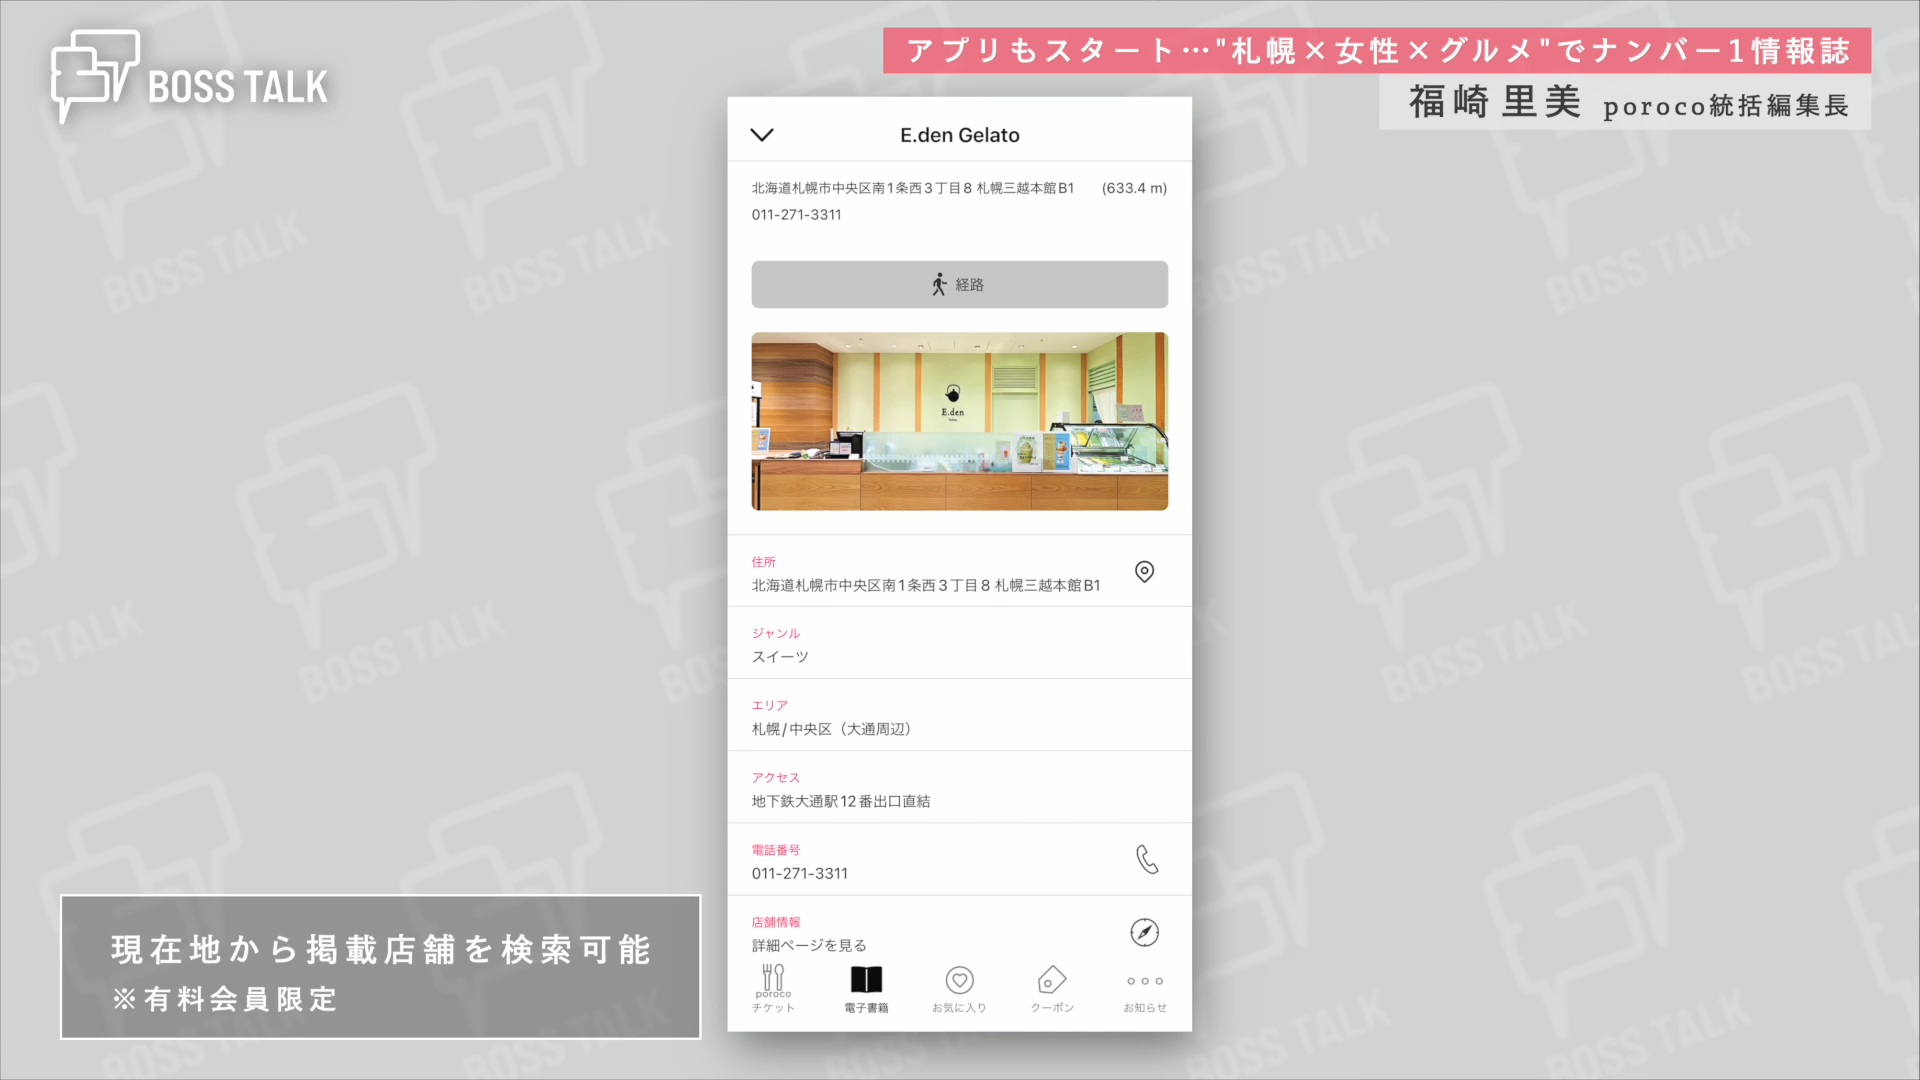 BOSS TALK
アプリもスタート…"札幌×女性×グルメ"でナンバー1情報誌
福崎里美 poroco統括編集長
E.den Gelato
北海道札幌市中央区南1条西3丁目8 札幌三越本館B1 (633.4 m)
011-271-3311
経路
E.den
住所
北海道札幌市中央区南1条西3丁目8 札幌三越本館B1
ジャンル
スイーツ
エリア
札幌/中央区（大通周辺）
アクセス
地下鉄大通駅12番出口直結
電話番号
011-271-3311
店舗情報
詳細ページを見る
poroco
チケット 電子書籍 お気に入り クーポン お知らせ
現在地から掲載店舗を検索可能
※有料会員限定